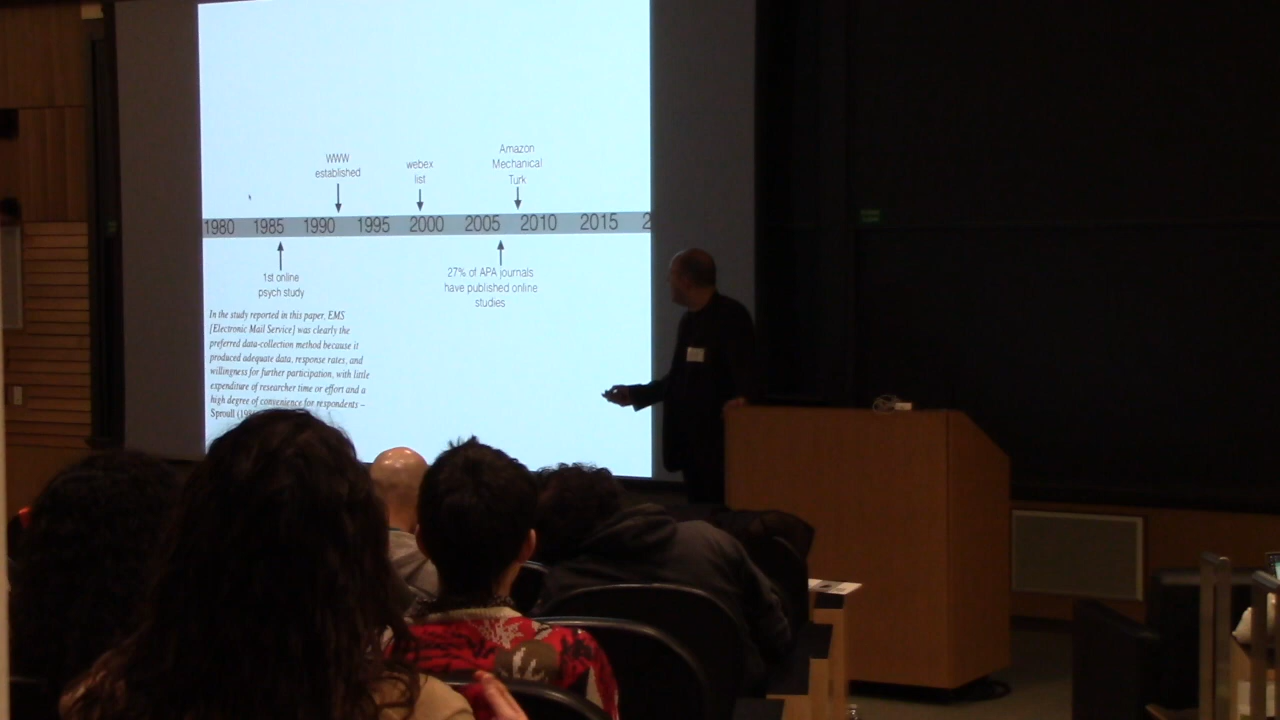 WWW
established
webex
list
Amazon
Mechanical
Turk
1980 1985 1990 1995 2000 2005 2010 2015 2
1st online
psych study
27% of APA journals
have published online
studies
In the study reported in this paper, EMS
[Electronic Mail Service] was clearly the
preferred data-collection method because it
produced adequate data, response rates, and
willingness for further participation, with little
expenditure of researcher time or effort and a
high degree of convenience for respondents –
Sproull